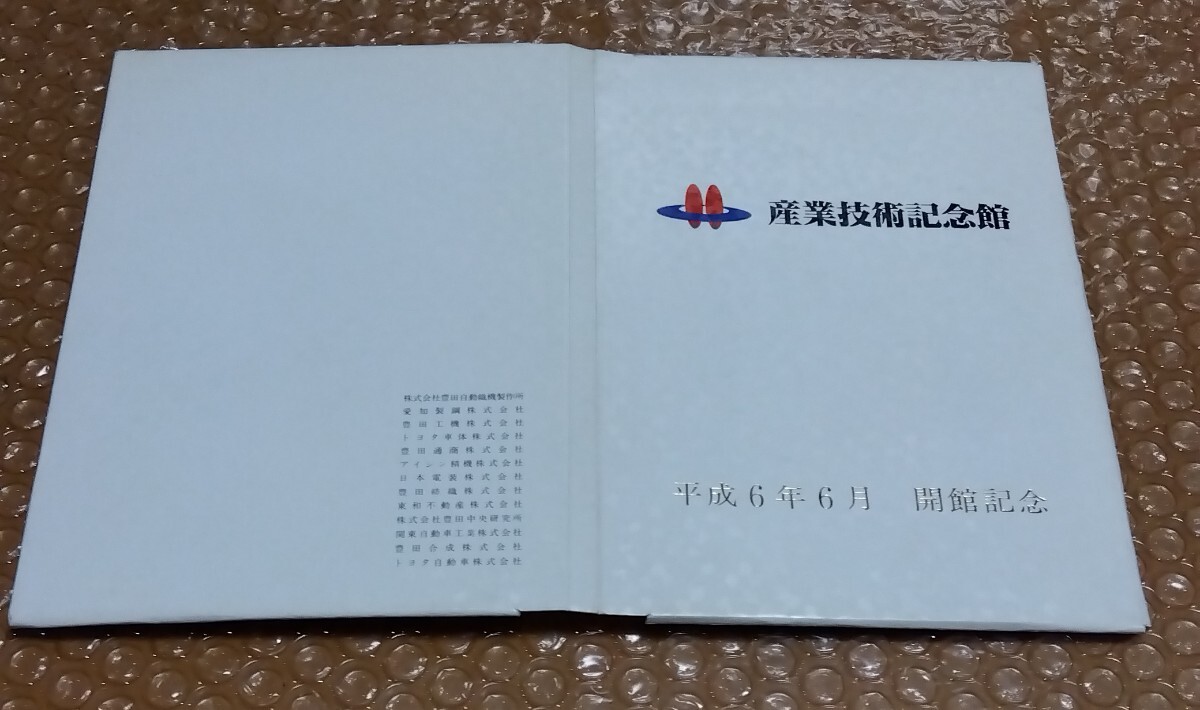 産業技術記念館
平成6年6月 開館記念
株式会社豊田自動織機製作所
愛知製鋼株式会社
豊田工機株式会社
トヨタ車体株式会社
豊田通商株式会社
アイシン精機株式会社
日本電装株式会社
豊田紡織株式会社
東和不動産株式会社
株式会社豊田中央研究所
関東自動車工業株式会社
豊田合成株式会社
トヨタ自動車株式会社